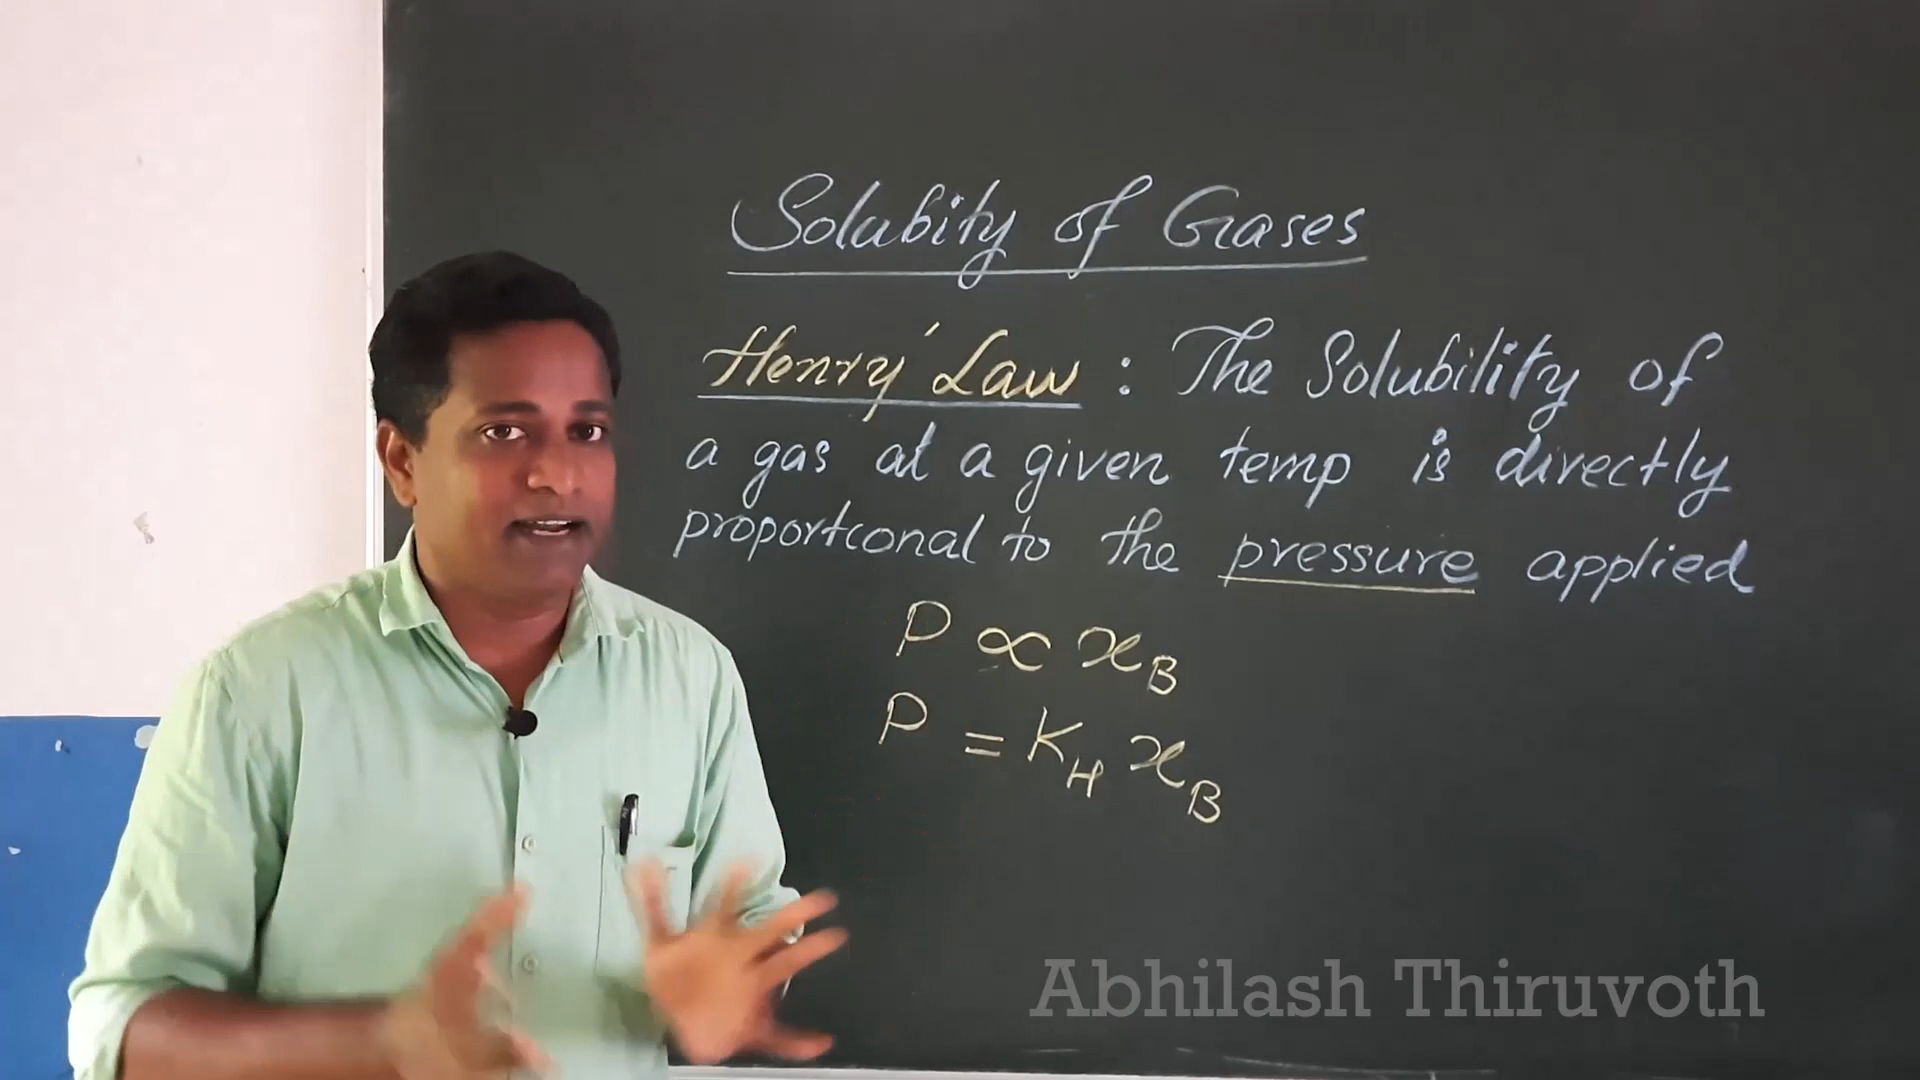 Solubity of Gases
Henry' Law : The Solubility of
a gas at a given temp is directly
proportional to the pressure applied
P ∝ x_B
P = K_H x_B
Abhilash Thiruvoth